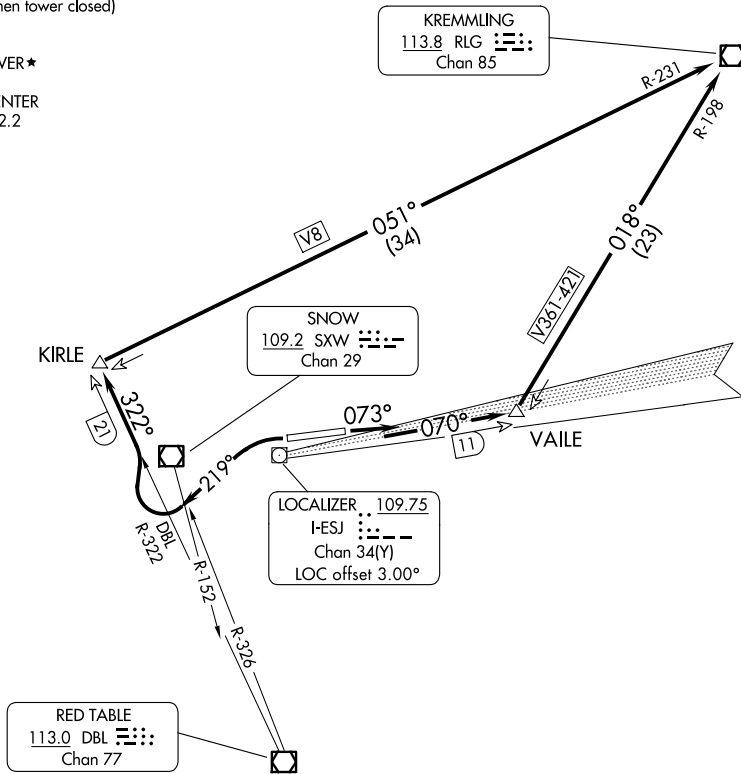 hen tower closed)
VER★
ENTER
2.2
KREMMLING
113.8 RLG
Chan 85
R-231
R-198
V8
051°
(34)
018°
(23)
V361-421
SNOW
109.2 SXW
Chan 29
KIRLE
21
322°
073°
070°
11
VAILE
219°
LOCALIZER 109.75
I-ESJ
Chan 34(Y)
LOC offset 3.00°
DBL
R-322
R-152
R-326
RED TABLE
113.0 DBL
Chan 77